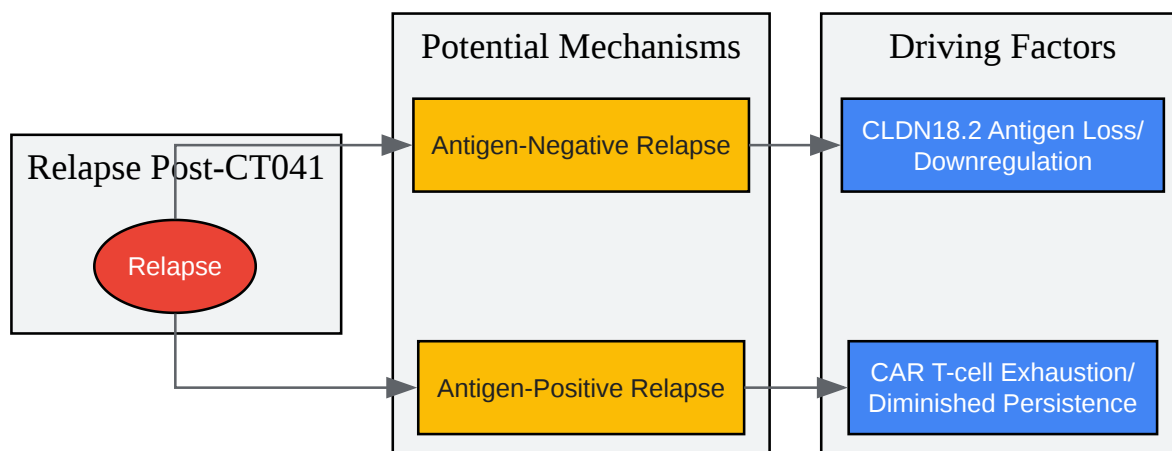 Relapse Post-CT041
Relapse
Potential Mechanisms
Antigen-Negative Relapse
Antigen-Positive Relapse
Driving Factors
CLDN18.2 Antigen Loss/
Downregulation
CAR T-cell Exhaustion/
Diminished Persistence